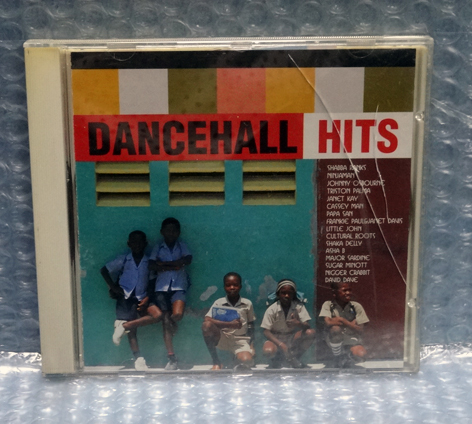 DANCEHALL HITS
SHABBA RANKS
NINJAMAN
JOHNNY OSBOURNE
TRISTON PALMA
JANET KAY
CASSEY MAN
PAPA SAN
FRANKIE PAUL&JANET DAVIS
LITTLE JOHN
CULTURAL ROOTS
SHAKA DELLY
ASHA B
MAJOR SARDINE
SUGAR MINOTT
NIGGER CRABBIT
DAVID DAVE